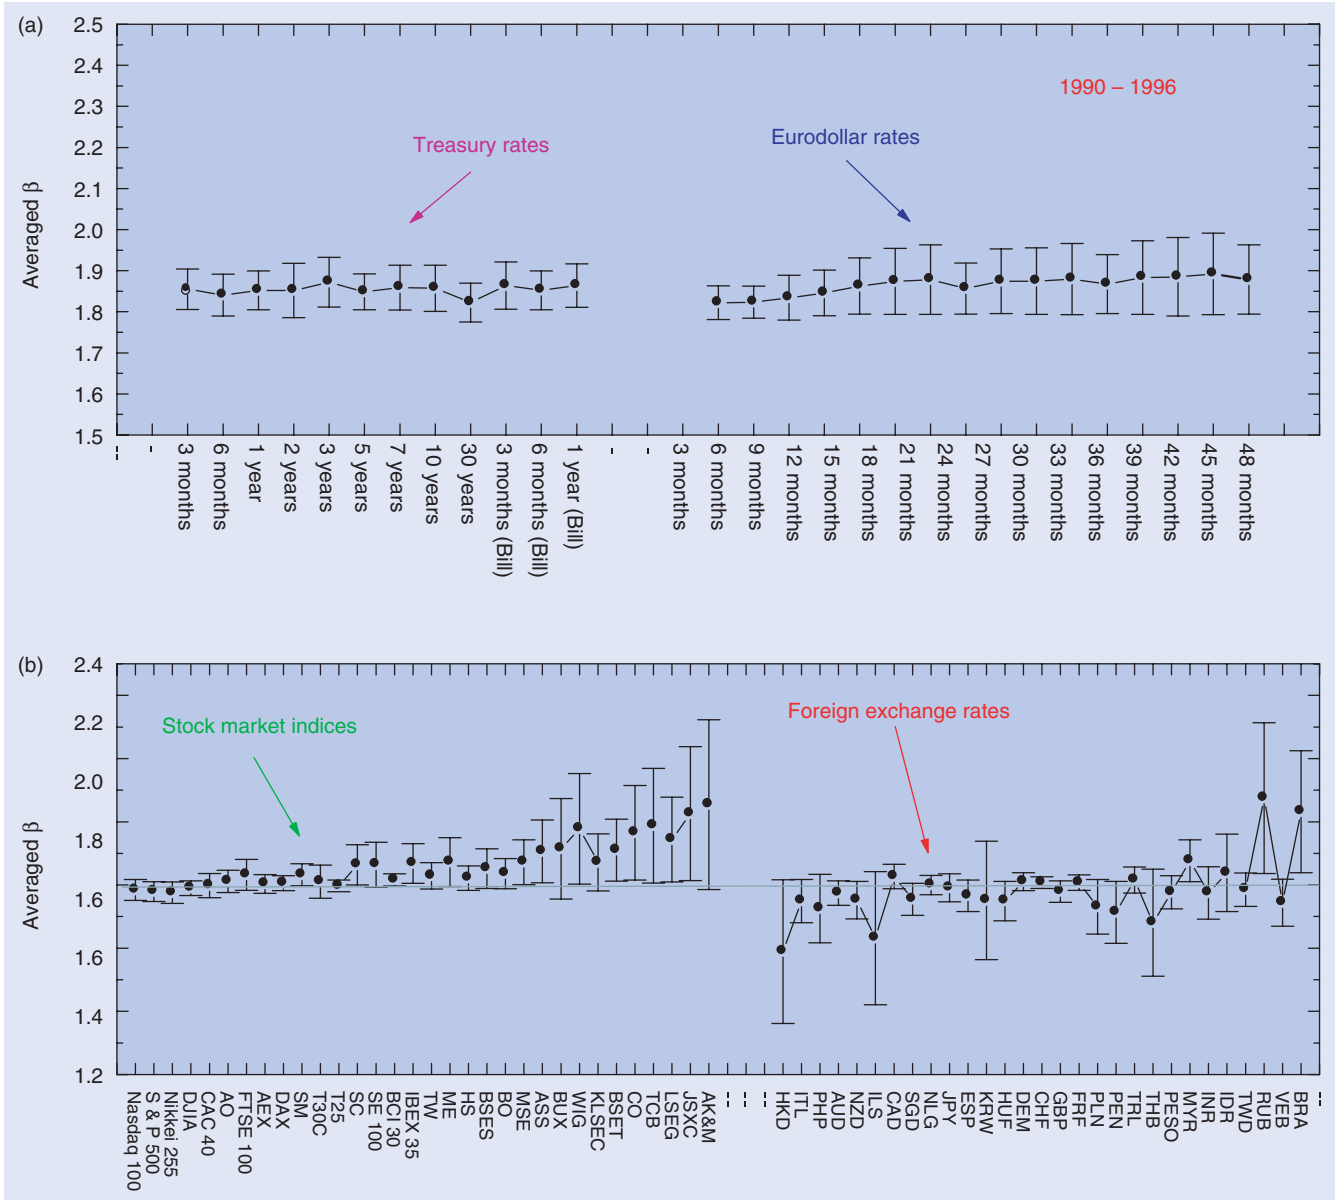 (a)
2.5
2.4
2.3
2.2
2.1
2.0
1.9
1.8
1.7
1.6
1.5
Averaged β
1990 – 1996
Treasury rates
Eurodollar rates
--
-
3 months
6 months
1 year
2 years
3 years
5 years
7 years
10 years
30 years
3 months (Bill)
6 months (Bill)
1 year (Bill)
-
-
3 months
6 months
9 months
12 months
15 months
18 months
21 months
24 months
27 months
30 months
33 months
36 months
39 months
42 months
45 months
48 months
(b)
2.4
2.2
2.0
1.8
1.6
1.6
1.4
1.2
Averaged β
Stock market indices
Foreign exchange rates
Nasdaq 100
S & P 500
Nikkei 255
DJIA
CAC 40
AO
FTSE 100
AEX
DAX
SM
T30C
T25
SC
SE 100
BCI 30
IBEX 35
TW
ME
HS
BSES
BO
MSE
ASS
BUX
WIG
KLSEC
BSET
CO
TCB
LSEG
JSXC
AK&M
--
--
--
HKD
ITL
PHP
AUD
NZD
ILS
CAD
SGD
NLG
JPY
ESP
KRW
HUF
DEM
CHF
GBP
FRF
PLN
PEN
TRL
THB
PESO
MYR
INR
IDR
TWD
RUB
VEB
BRA
--